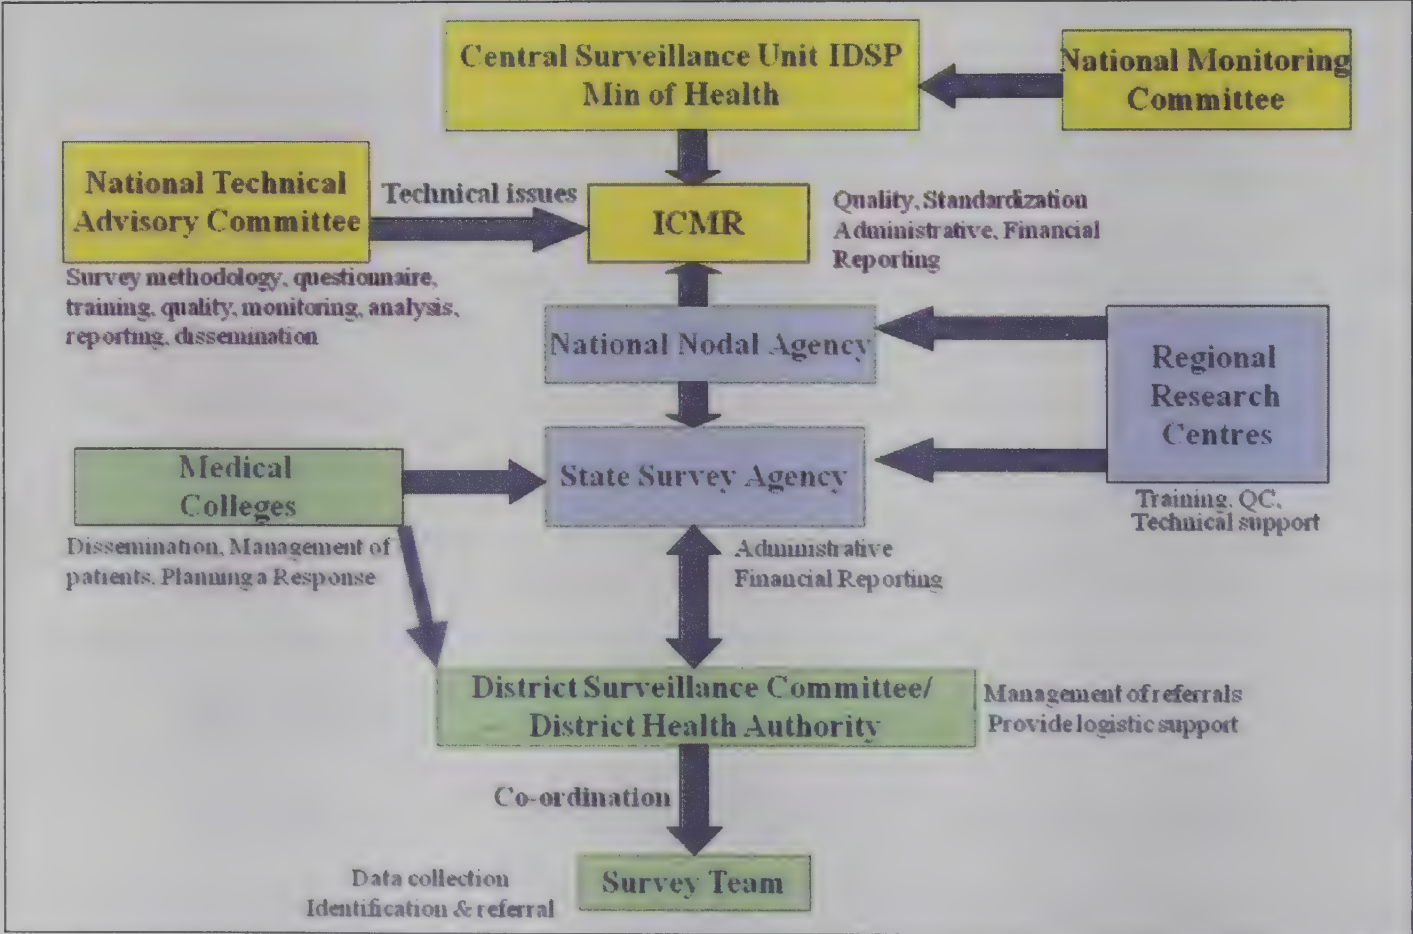 Central Surveillance Unit IDSP
Min of Health
National Monitoring
Committee
National Technical
Advisory Committee
Technical issues
ICMR
Quality, Standardization
Administrative, Financial
Reporting
Survey methodology, questionnaire,
training, quality, monitoring, analysis,
reporting, dissemination
National Nodal Agency
Regional
Research
Centres
Training, QC,
Technical support
Medical
Colleges
State Survey Agency
Dissemination, Management of
patients, Planning a Response
Administrative
Financial Reporting
District Surveillance Committee/
District Health Authority
Management of referrals
Provide logistic support
Co-ordination
Survey Team
Data collection
Identification & referral